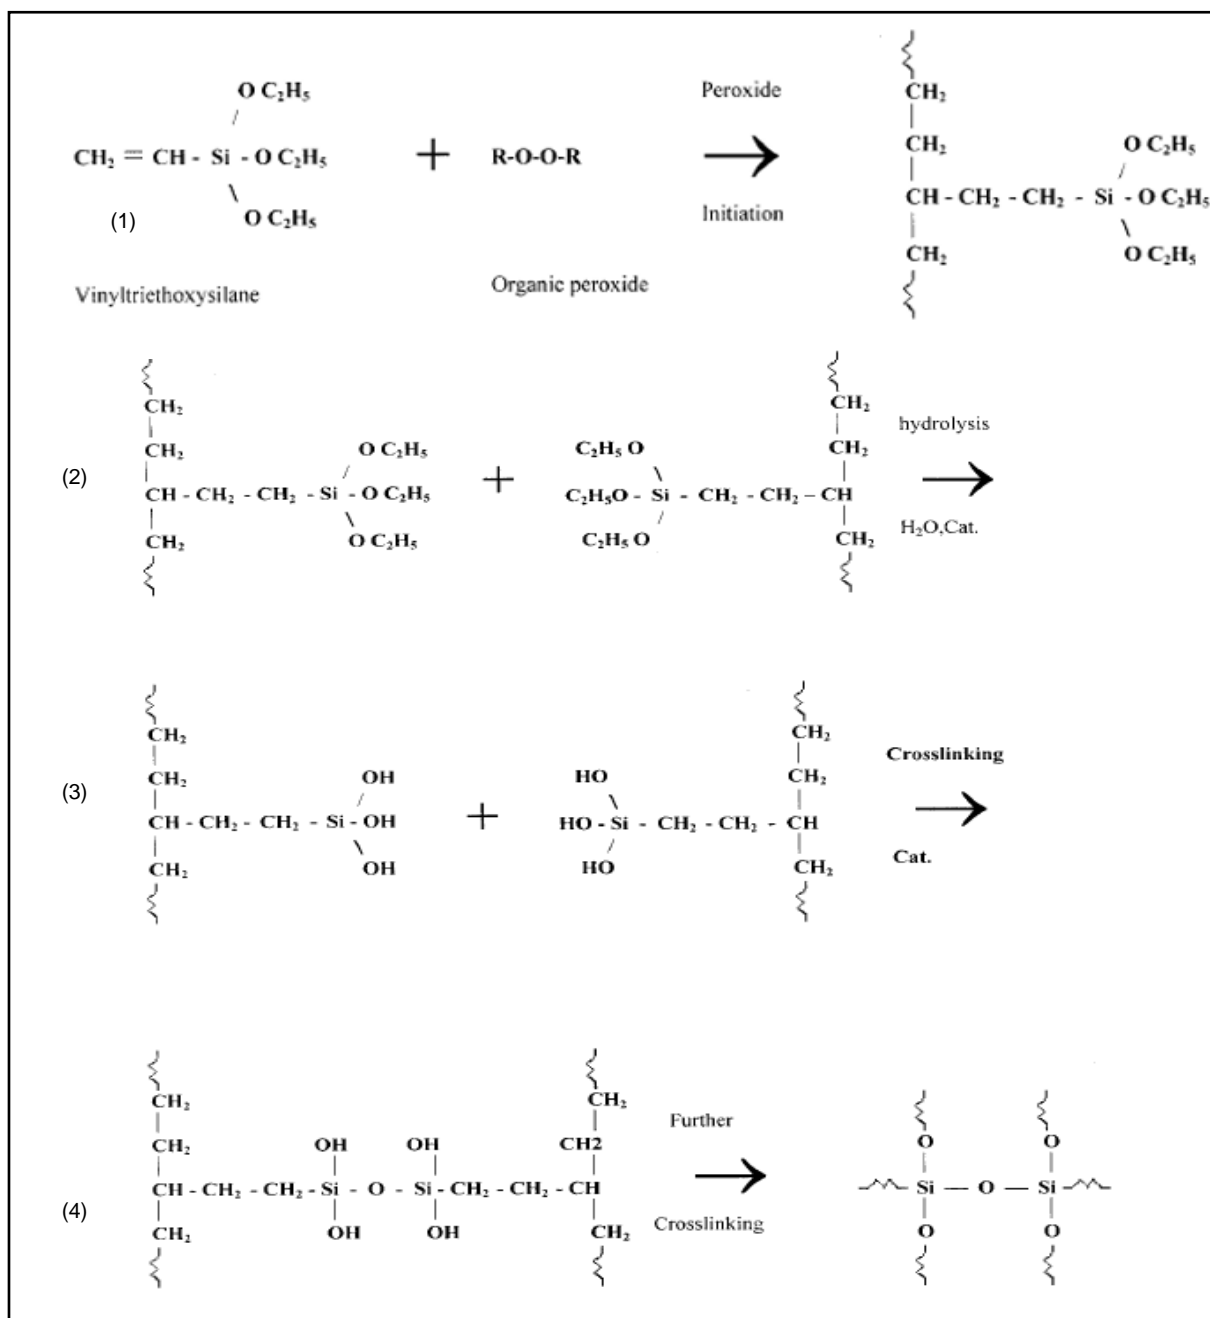 O C₂H₅
CH₂ = CH - Si - O C₂H₅ + R-O-O-R
O C₂H₅
(1)
Vinyltriethoxysilane
Organic peroxide
Peroxide
Initiation
CH₂
CH₂
O C₂H₅
CH - CH₂ - CH₂ - Si - O C₂H₅
CH₂
O C₂H₅
(2)
CH₂
CH₂
O C₂H₅
CH - CH₂ - CH₂ - Si - O C₂H₅
CH₂
O C₂H₅
+
CH₂
C₂H₅ O
CH₂
C₂H₅O - Si - CH₂ - CH₂ - CH
C₂H₅ O
CH₂
hydrolysis
H₂O,Cat.
(3)
CH₂
CH₂
OH
CH - CH₂ - CH₂ - Si - OH
CH₂
OH
+
CH₂
HO
CH₂
HO - Si - CH₂ - CH₂ - CH
HO
CH₂
Crosslinking
Cat.
(4)
CH₂
CH₂
CH₂
OH
OH
CH2
CH - CH₂ - CH₂ - Si - O - Si - CH₂ - CH₂ - CH
CH₂
OH
OH
CH₂
Further
Crosslinking
O
O
Si — O — Si
O
O